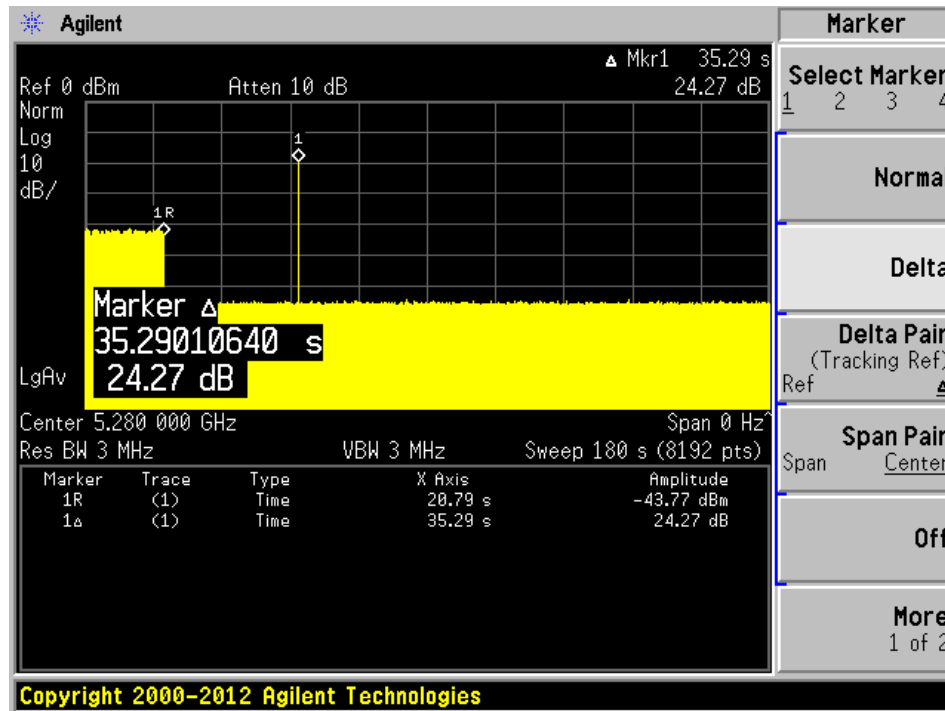 Agilent
Marker
▵ Mkr1 35.29 s
Ref 0 dBm Atten 10 dB 24.27 dB
Norm
Log
10
dB/
1
1R
Marker ▵
35.29010640 s
24.27 dB
LgAv
Center 5.280 000 GHz Span 0 Hz^
Res BW 3 MHz VBW 3 MHz Sweep 180 s (8192 pts)
Marker Trace Type X Axis Amplitude
1R (1) Time 20.79 s -43.77 dBm
1▵ (1) Time 35.29 s 24.27 dB
Select Marker
1 2 3 4
Norma
Delta
Delta Pair
(Tracking Ref)
Ref ▵
Span Pair
Span Center
Off
More
1 of 2
Copyright 2000-2012 Agilent Technologies